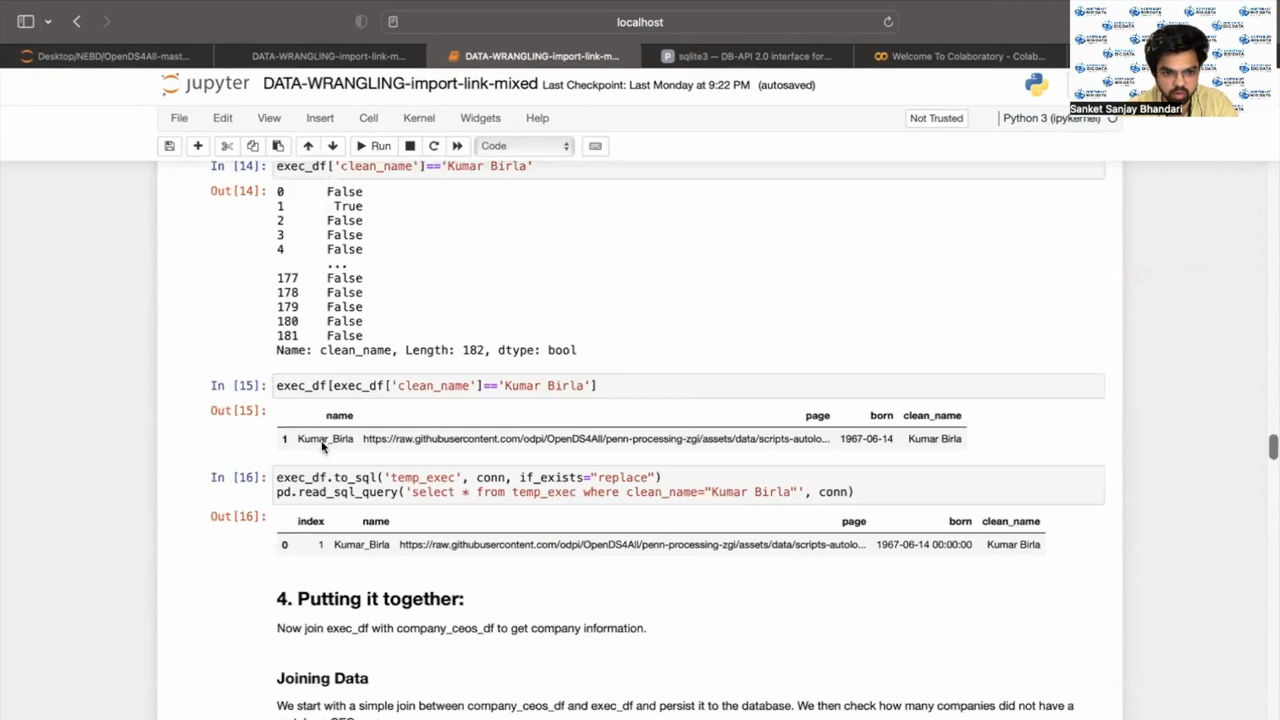 localhost
Desktop/NEBD/OpenDS4All-mast...
DATA-WRANGLING-import-link-m...
DATA-WRANGLING-import-link-m...
sqlite3 — DB-API 2.0 interface for...
Welcome To Colaboratory - Colab...
Sanket Sanjay Bhandari
jupyter DATA-WRANGLING-import-link-mixed Last Checkpoint: Last Monday at 9:22 PM (autosaved)
File Edit View Insert Cell Kernel Widgets Help Not Trusted Python 3 (ipykernel)
Run Code
In [14]: exec_df['clean_name']=='Kumar Birla'
Out[14]: 0 False
1 True
2 False
3 False
4 False
...
177 False
178 False
179 False
180 False
181 False
Name: clean_name, Length: 182, dtype: bool
In [15]: exec_df[exec_df['clean_name']=='Kumar Birla']
Out[15]: name page born clean_name
1 Kumar_Birla https://raw.githubusercontent.com/odpi/OpenDS4All/penn-processing-zgi/assets/data/scripts-autolo... 1967-06-14 Kumar Birla
In [16]: exec_df.to_sql('temp_exec', conn, if_exists="replace")
pd.read_sql_query('select * from temp_exec where clean_name="Kumar Birla"', conn)
Out[16]: index name page born clean_name
0 1 Kumar_Birla https://raw.githubusercontent.com/odpi/OpenDS4All/penn-processing-zgi/assets/data/scripts-autolo... 1967-06-14 00:00:00 Kumar Birla
4. Putting it together:
Now join exec_df with company_ceos_df to get company information.
Joining Data
We start with a simple join between company_ceos_df and exec_df and persist it to the database. We then check how many companies did not have a